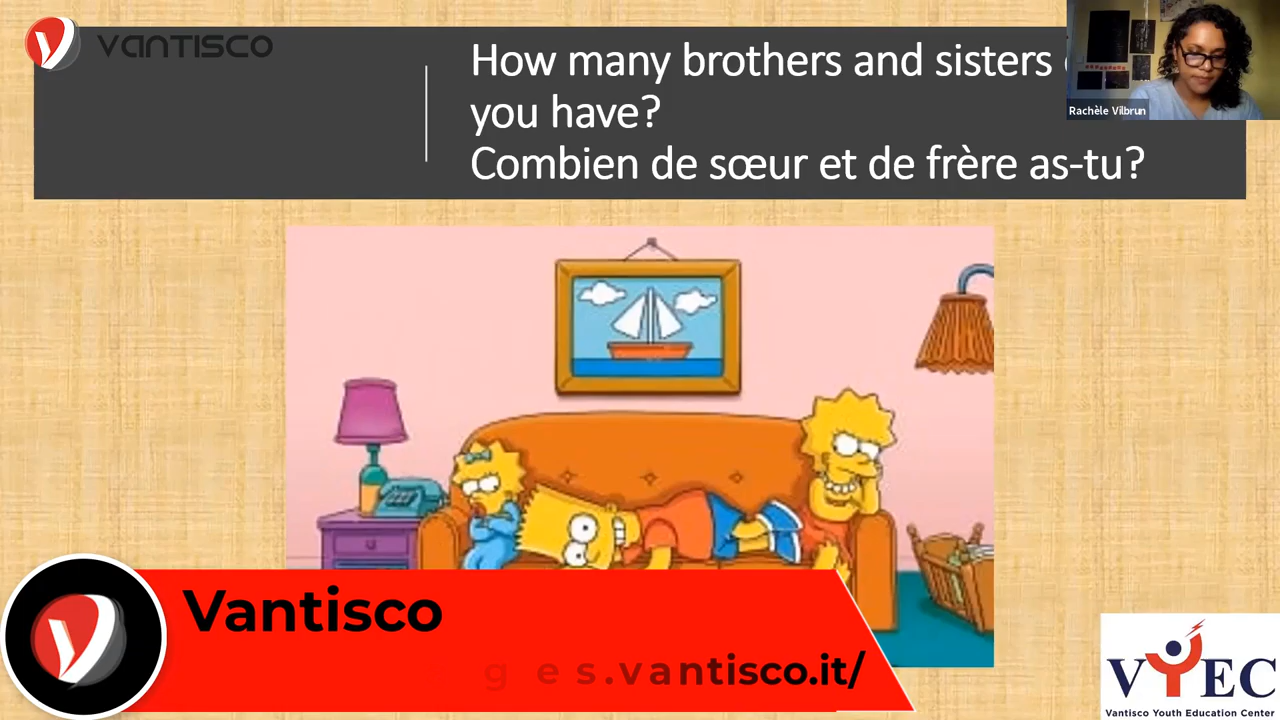 VANTISCO
How many brothers and sisters
you have?
Combien de sœur et de frère as-tu?
Rachèle Vilbrun
Vantisco
g e s.vantisco.it/
VYEC
Vantisco Youth Education Center